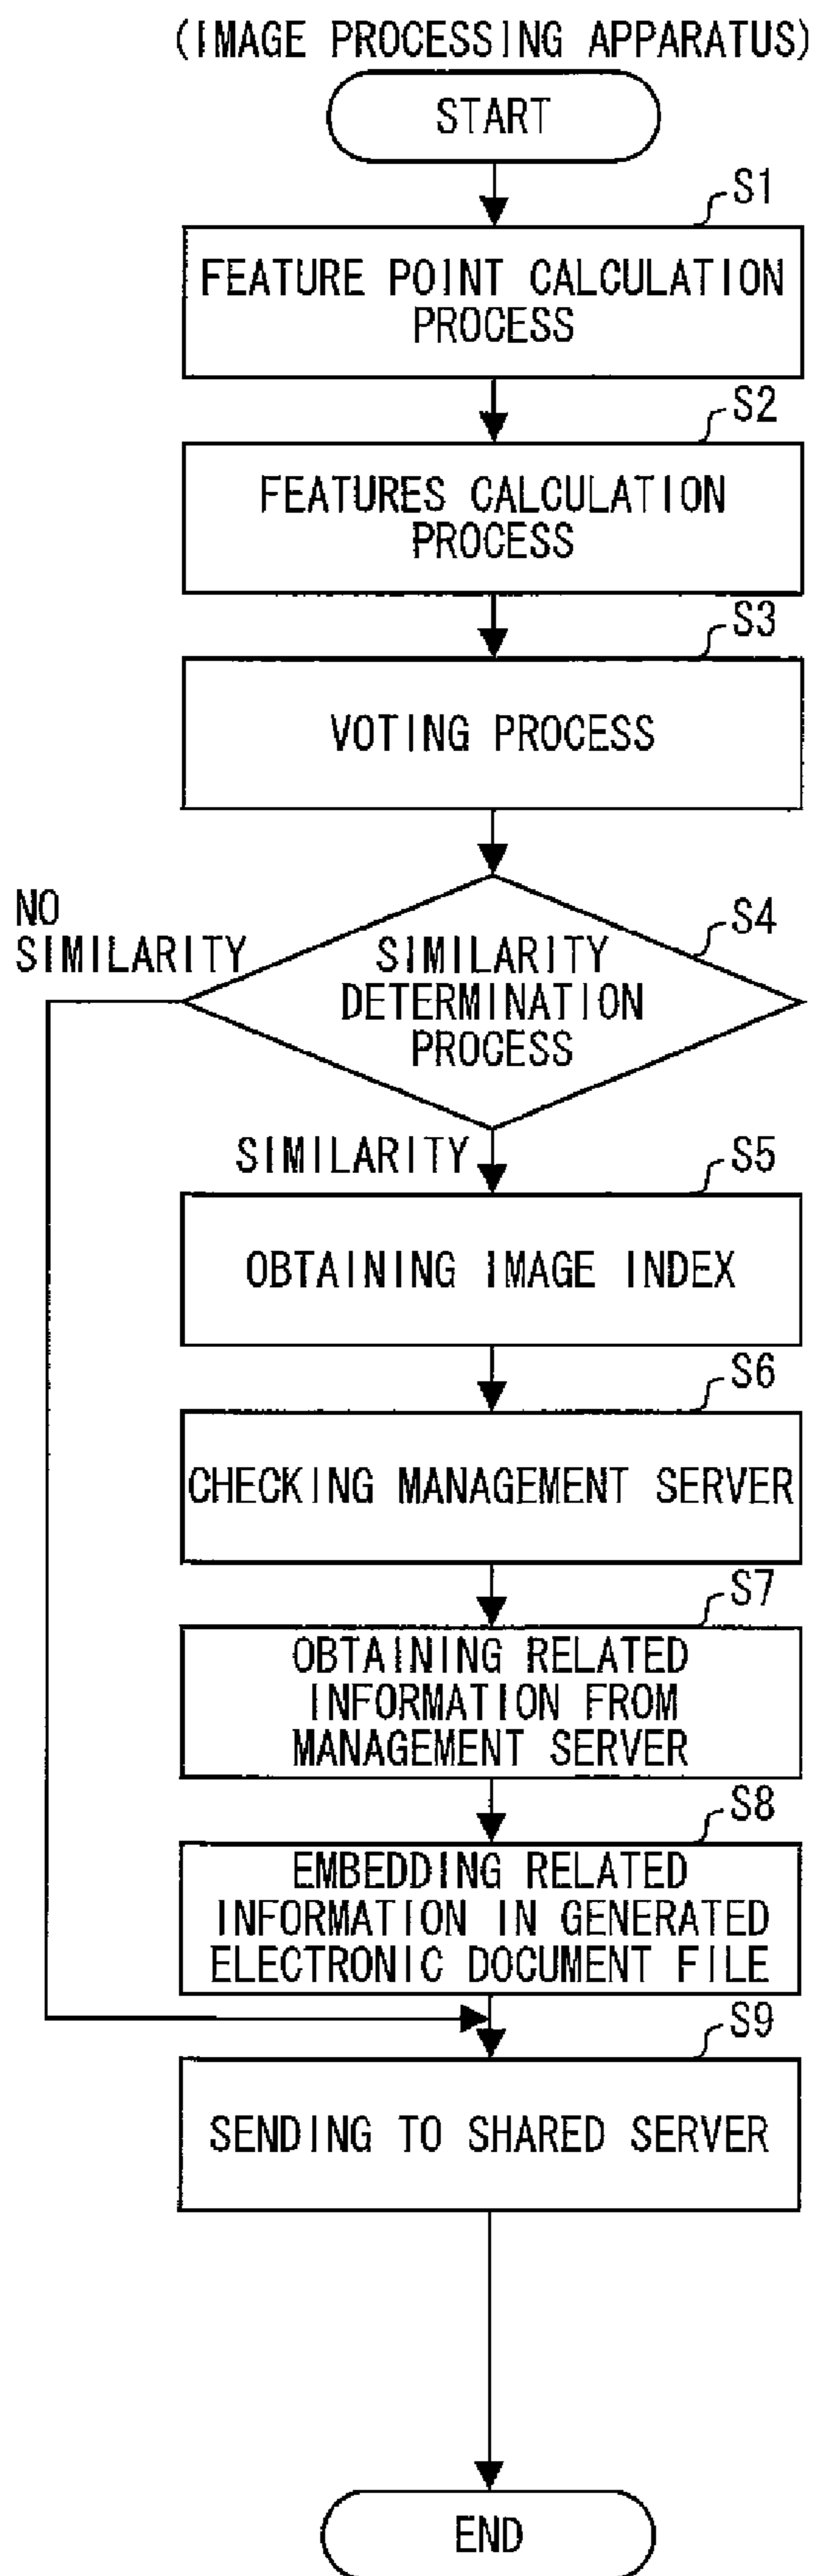 (IMAGE PROCESSING APPARATUS)
START
S1
FEATURE POINT CALCULATION
PROCESS
S2
FEATURES CALCULATION
PROCESS
S3
VOTING PROCESS
NO
SIMILARITY
S4
SIMILARITY
DETERMINATION
PROCESS
SIMILARITY
S5
OBTAINING IMAGE INDEX
S6
CHECKING MANAGEMENT SERVER
S7
OBTAINING RELATED
INFORMATION FROM
MANAGEMENT SERVER
S8
EMBEDDING RELATED
INFORMATION IN GENERATED
ELECTRONIC DOCUMENT FILE
S9
SENDING TO SHARED SERVER
END